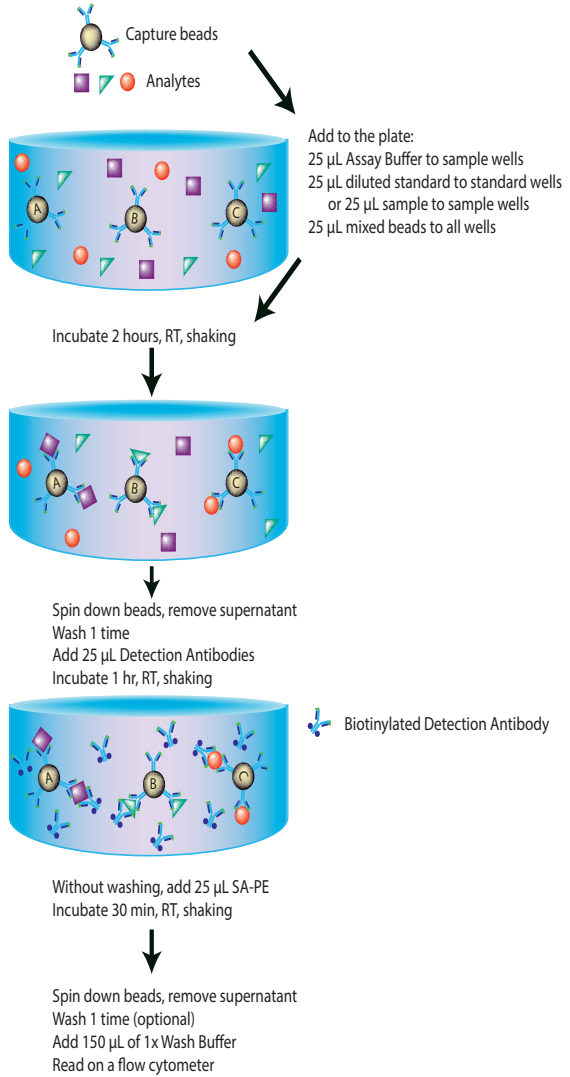 Capture beads
Analytes
Add to the plate:
25 µL Assay Buffer to sample wells
25 µL diluted standard to standard wells
or 25 µL sample to sample wells
25 µL mixed beads to all wells
A
B
C
Incubate 2 hours, RT, shaking
A
B
C
Spin down beads, remove supernatant
Wash 1 time
Add 25 µL Detection Antibodies
Incubate 1 hr, RT, shaking
Biotinylated Detection Antibody
A
B
C
Without washing, add 25 µL SA-PE
Incubate 30 min, RT, shaking
Spin down beads, remove supernatant
Wash 1 time (optional)
Add 150 µL of 1x Wash Buffer
Read on a flow cytometer